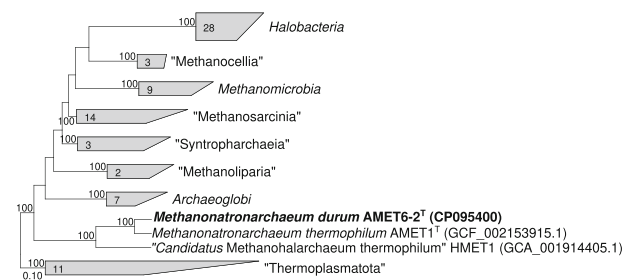 100 28 Halobacteria
100 3 "Methanocellia"
100 9 Methanomicrobia
100 14 "Methanosarcinia"
100 3 "Syntropharchaeia"
100 2 "Methanoliparia"
100 7 Archaeoglobi
100 100 Methanonatronarchaeum durum AMET6-2ᵀ (CP095400)
Methanonatronarchaeum thermophilum AMET1ᵀ (GCF_002153915.1)
100 "Candidatus Methanohalarchaeum thermophilum" HMET1 (GCA_001914405.1)
100 11 "Thermoplasmatota"
0.10